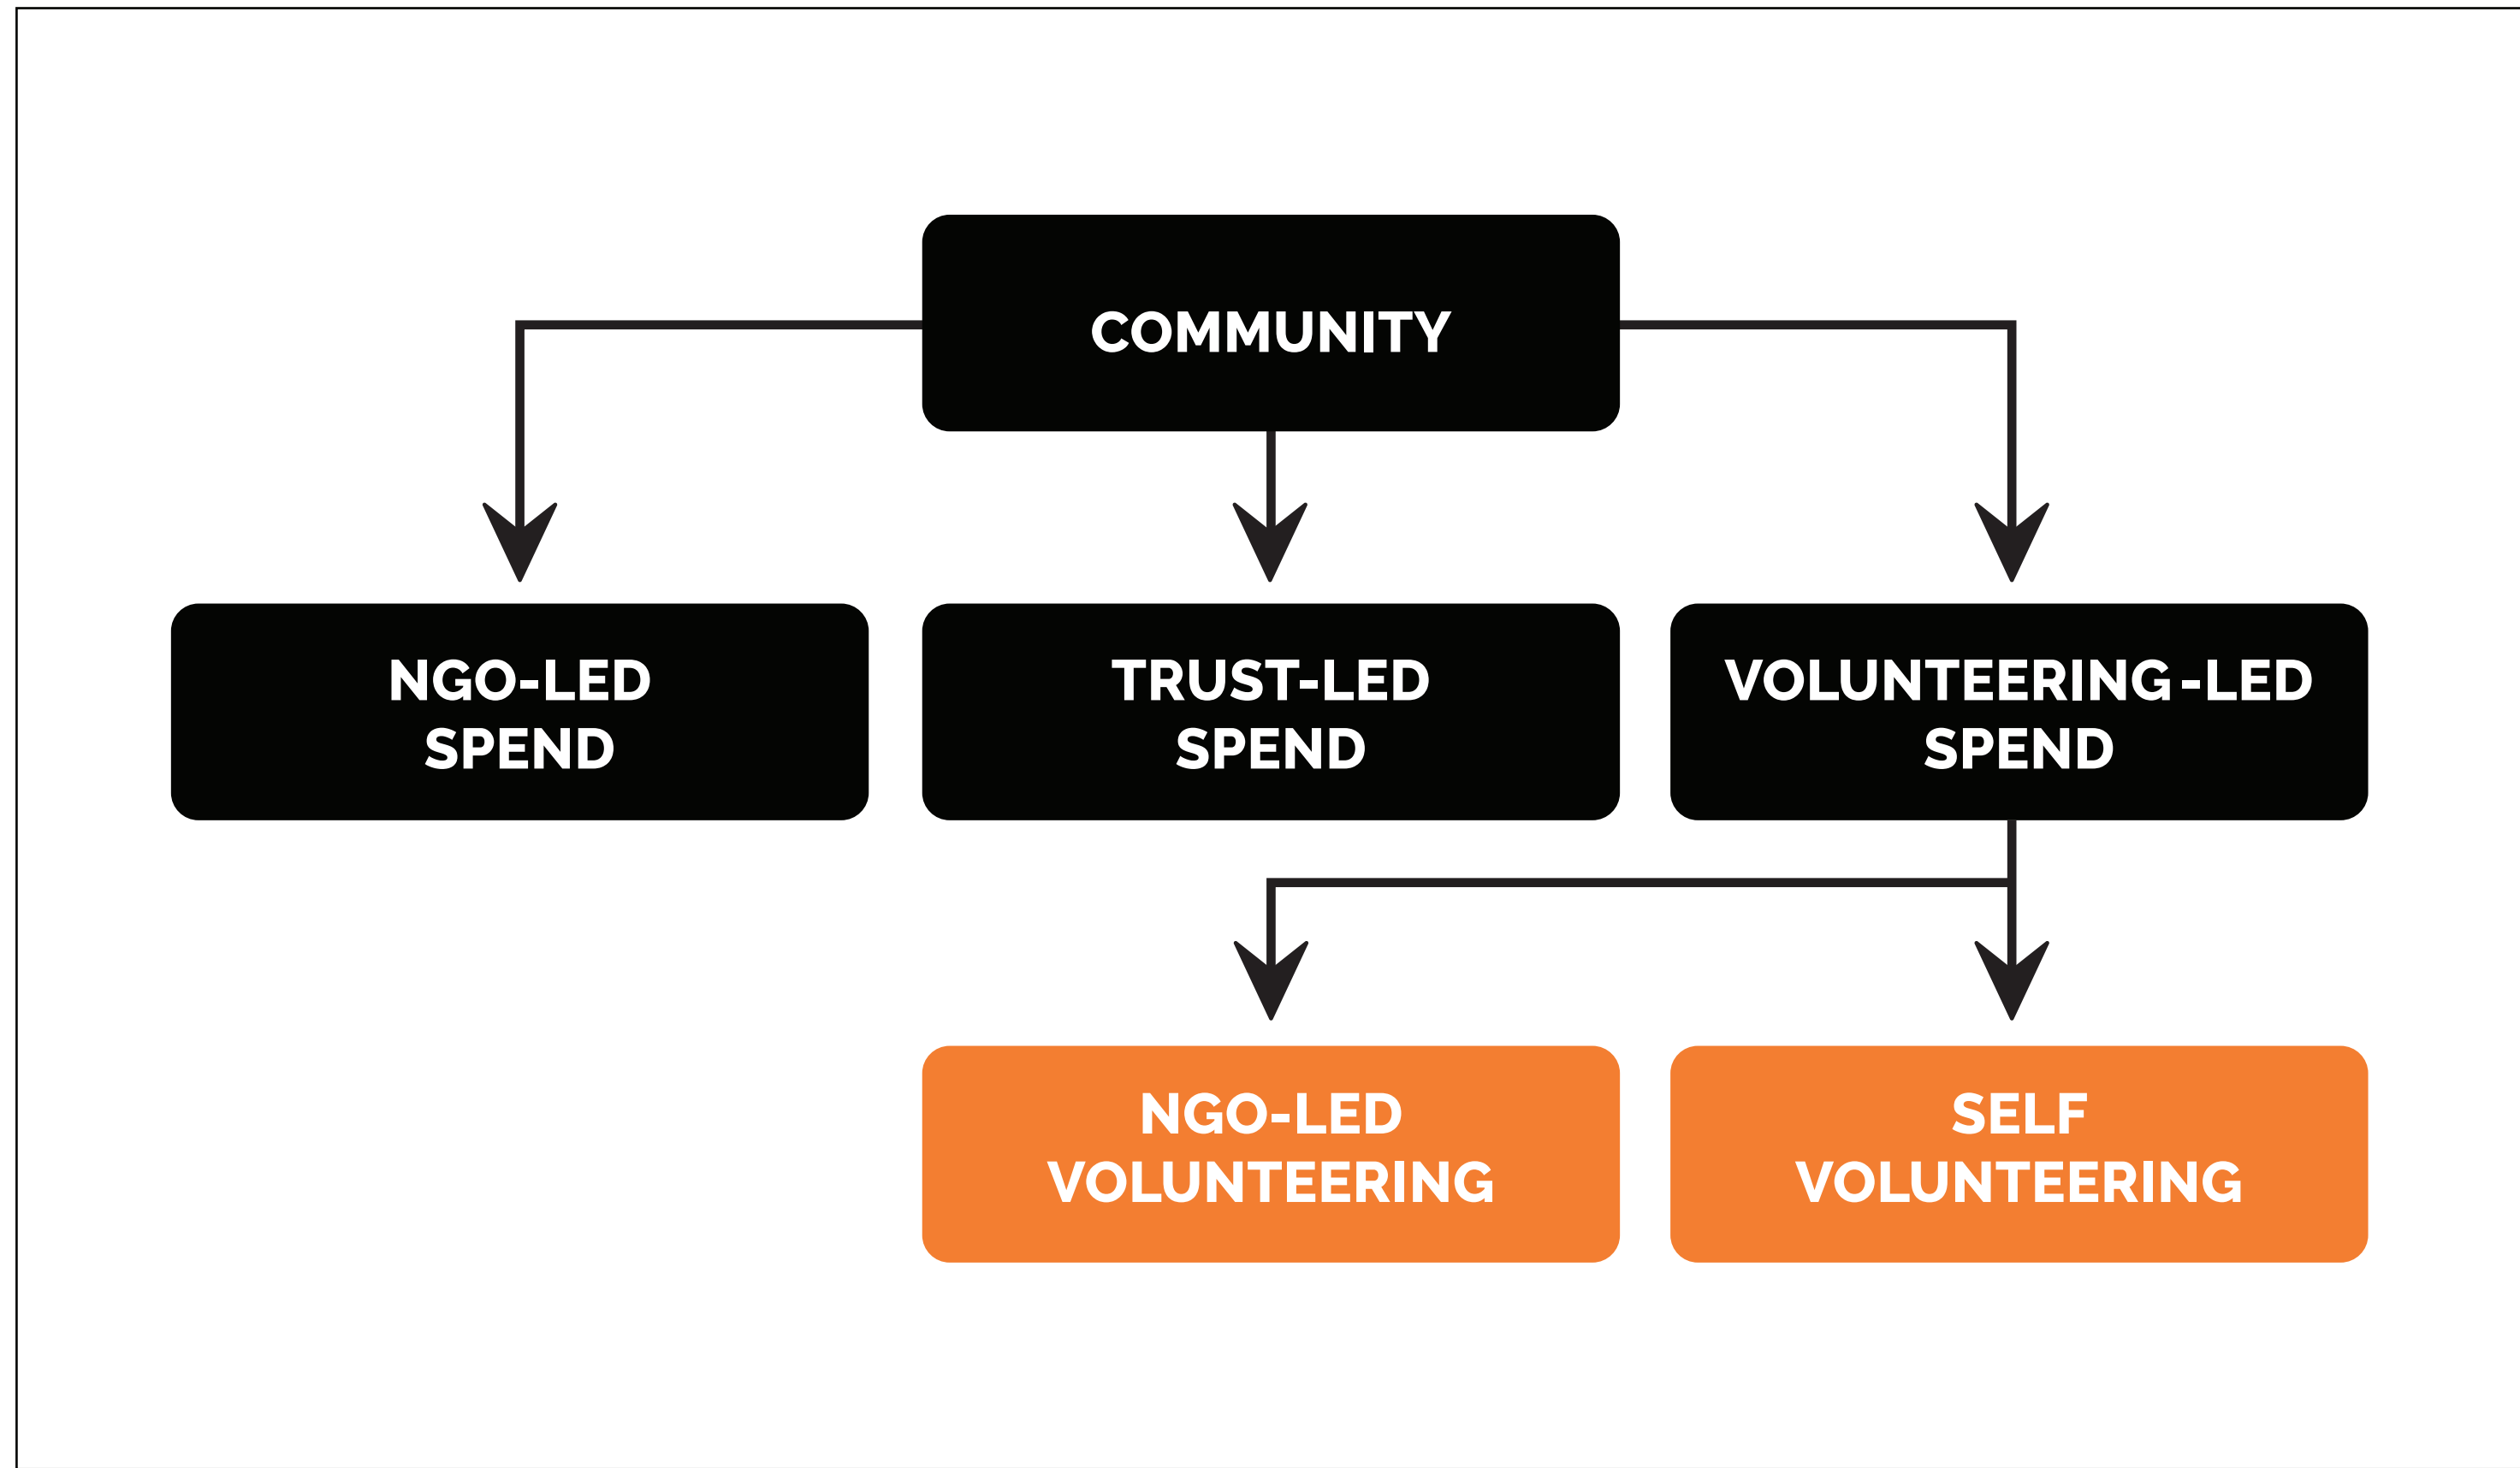 COMMUNITY
NGO-LED
SPEND
TRUST-LED
SPEND
VOLUNTEERING-LED
SPEND
NGO-LED
VOLUNTEERING
SELF
VOLUNTEERING